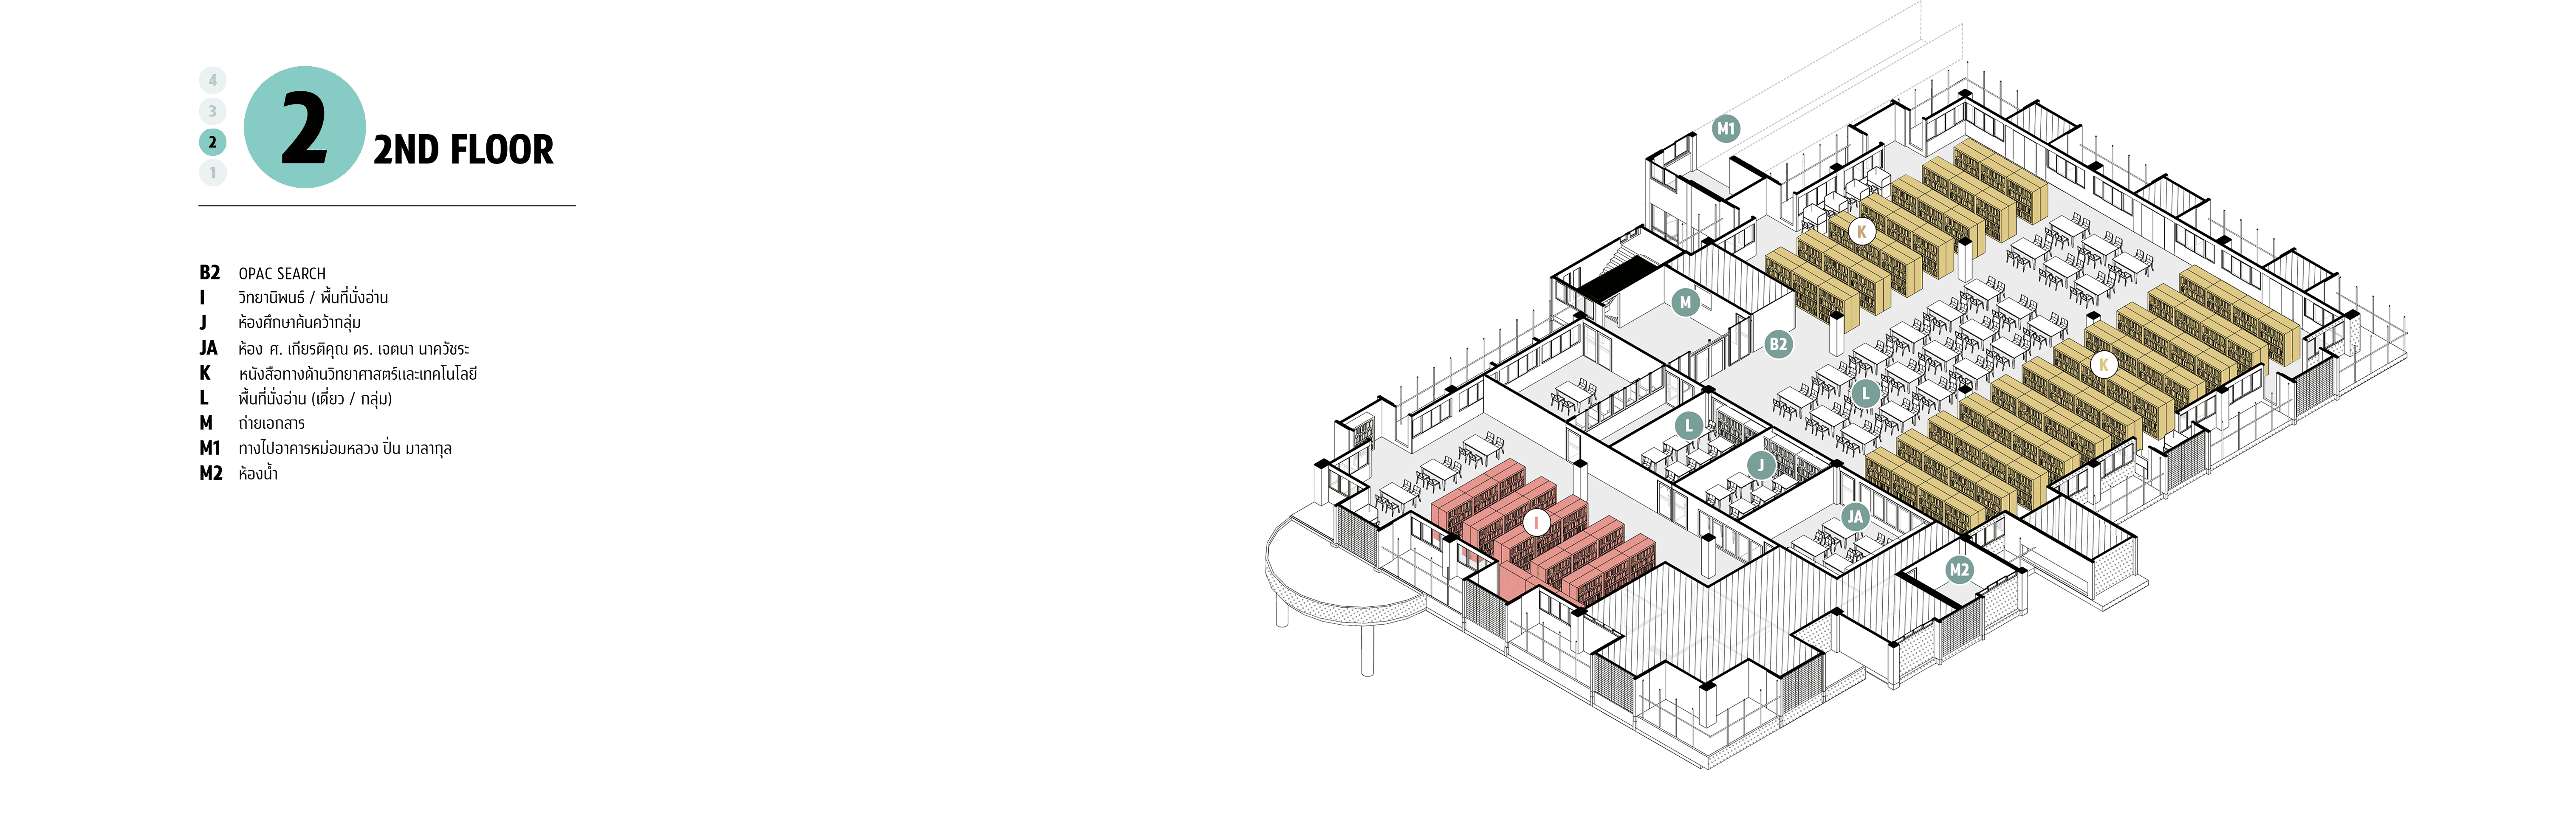 4
3
2
1
2
2ND FLOOR
B2 OPAC SEARCH
I วิทยานิพนธ์ / พื้นที่นั่งอ่าน
J ห้องศึกษาค้นคว้ากลุ่ม
JA ห้อง ศ. เกียรติคุณ ดร. เจตนา นาควัชระ
K หนังสือทางด้านวิทยาศาสตร์และเทคโนโลยี
L พื้นที่นั่งอ่าน (เดี่ยว / กลุ่ม)
M ถ่ายเอกสาร
M1 ทางไปอาคารหม่อมหลวง ปิ่น มาลากุล
M2 ห้องน้ำ
M1
K
M
B2
K
L
L
J
JA
I
M2